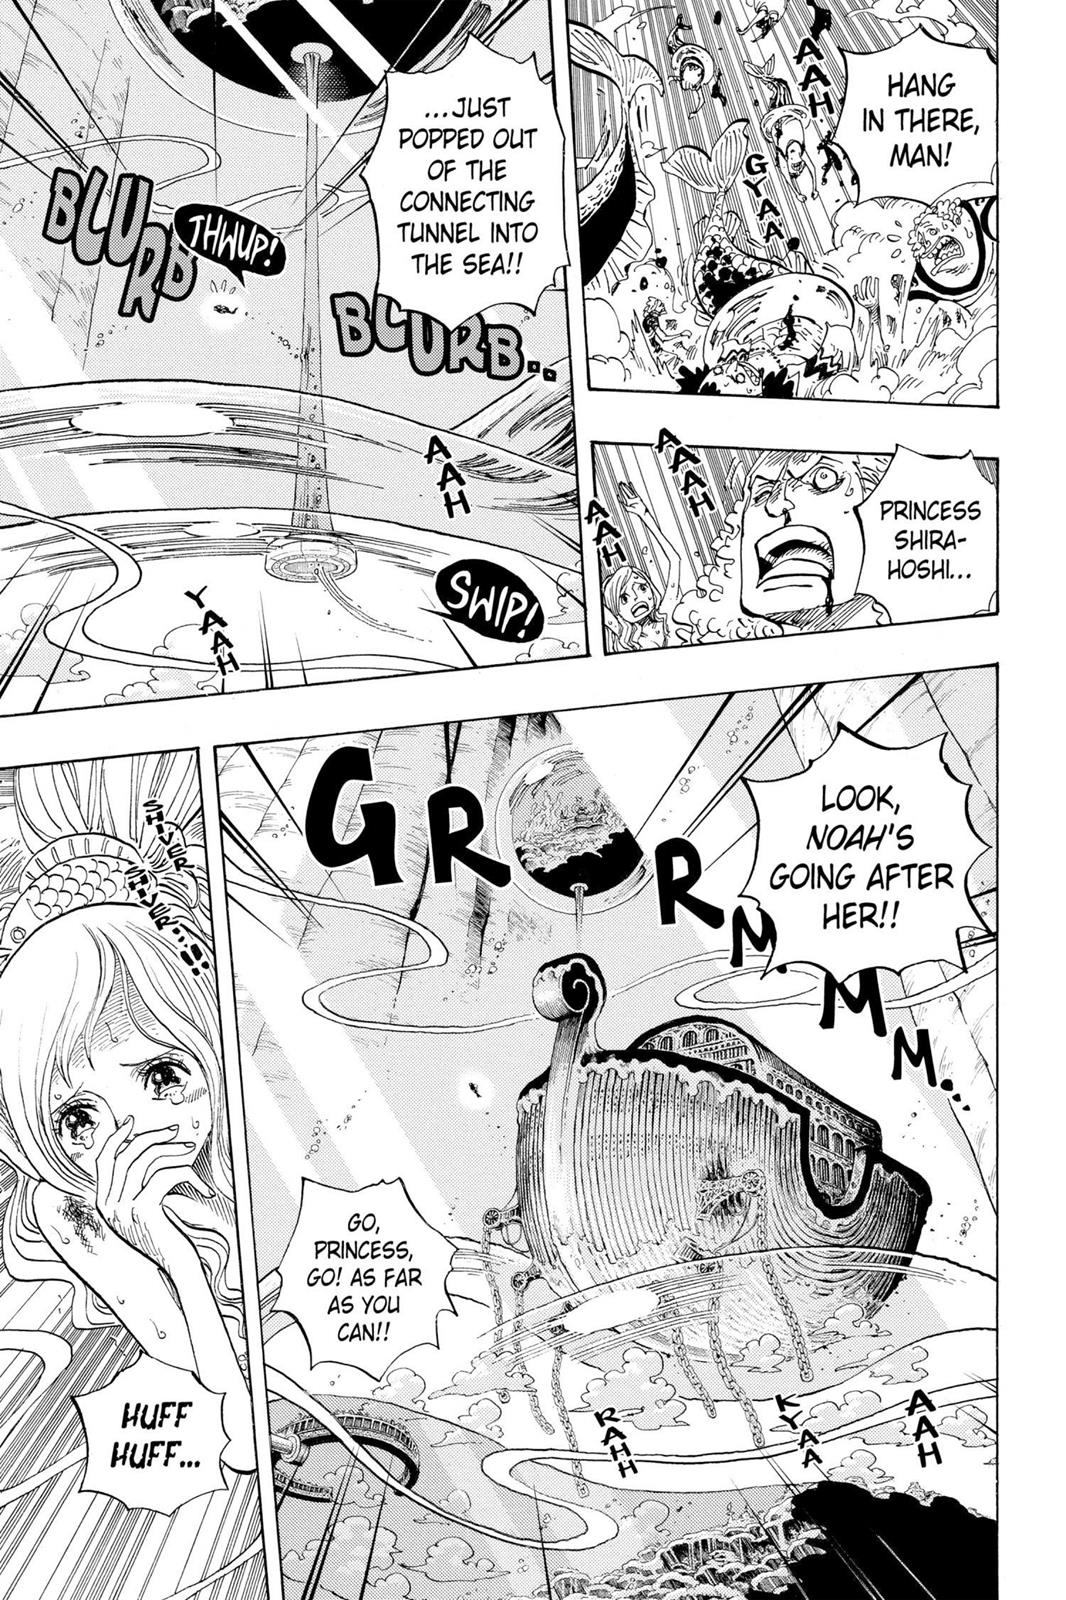 AAH
HANG
IN THERE,
MAN!
GYAA
AAAH
AAH
PRINCESS
SHIRA-
HOSHI...
...JUST
POPPED OUT
OF THE
CONNECTING
TUNNEL INTO
THE SEA!!
BLURB
THWUP!
BLURB..
AAH
SWIP!
YAAH
LOOK,
NOAH'S
GOING AFTER
HER!!
GRORMMM...
GO,
PRINCESS,
GO! AS FAR
AS YOU
CAN!!
RAHH
KYAA
AAH
SHIVER
SHIVER...!!
HUFF
HUFF...